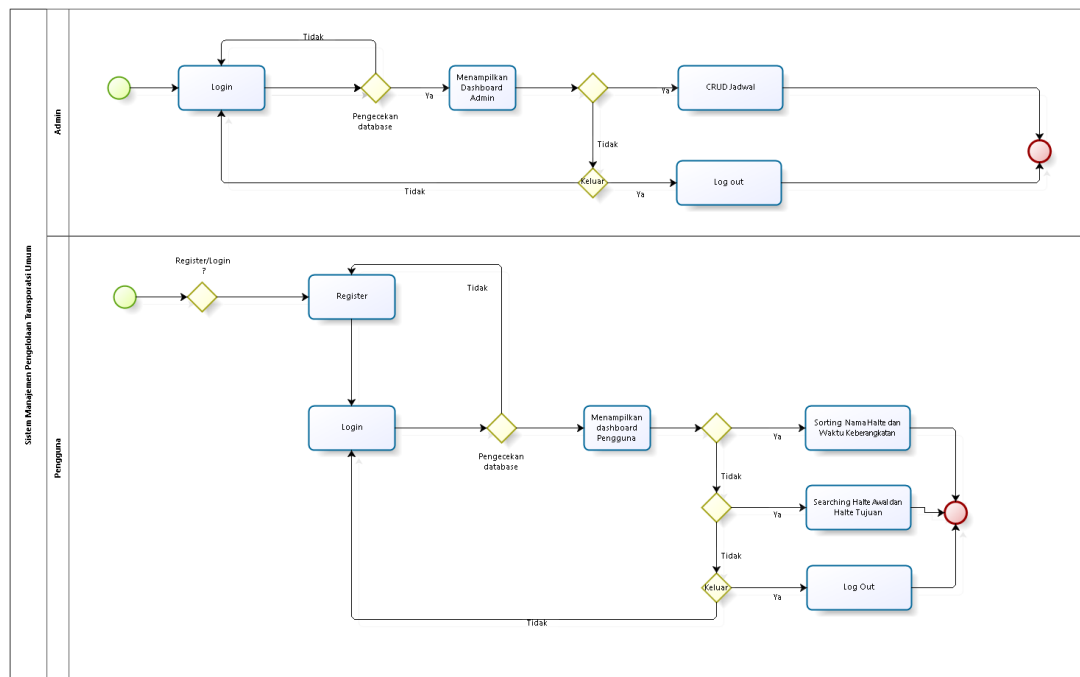 Sistem Manajemen Pengelolaan Transporatsi Umum
Admin
Tidak
Login
Pengecekan
database
Ya
Menampilkan
Dashboard
Admin
Ya
CRUD Jadwal
Tidak
Keluar
Ya
Log out
Tidak
Pengguna
Register/Login
?
Register
Tidak
Login
Pengecekan
database
Menampilkan
dashboard
Pengguna
Ya
Sorting Nama Halte dan
Waktu Keberangkatan
Tidak
Ya
Searching Halte Awal dan
Halte Tujuan
Tidak
Keluar
Ya
Log Out
Tidak